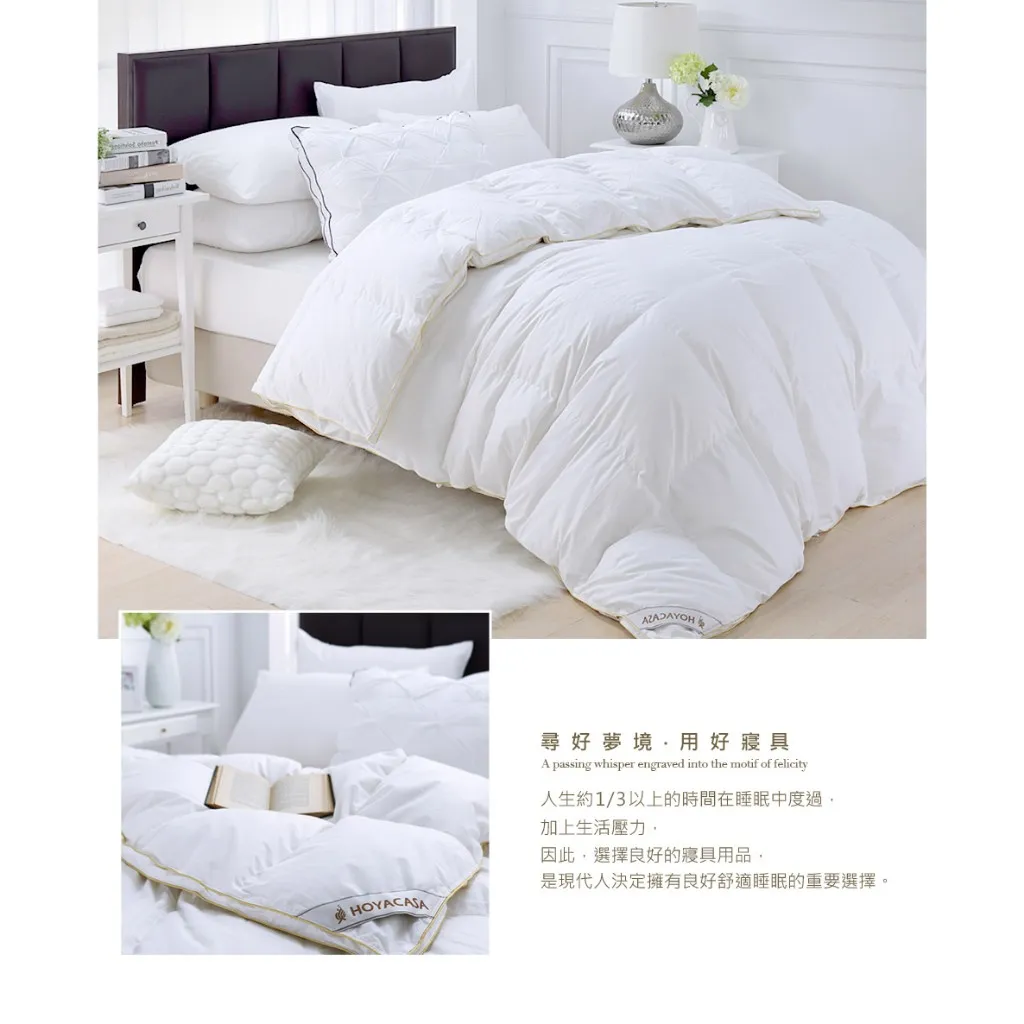 HOYACASA
尋好夢境．用好寢具
A passing whisper engraved into the motif of felicity
人生約1/3以上的時間在睡眠中度過，
加上生活壓力，
因此，選擇良好的寢具用品，
是現代人決定擁有良好舒適睡眠的重要選擇。
HOYACASA